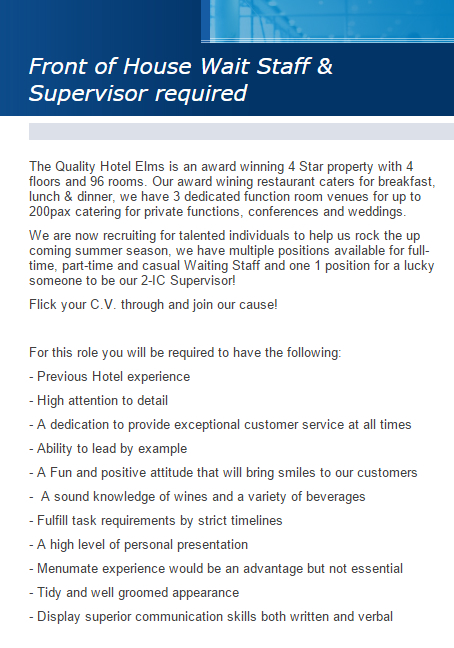 Front of House Wait Staff &
Supervisor required
The Quality Hotel Elms is an award winning 4 Star property with 4
floors and 96 rooms. Our award wining restaurant caters for breakfast,
lunch & dinner, we have 3 dedicated function room venues for up to
200pax catering for private functions, conferences and weddings.
We are now recruiting for talented individuals to help us rock the up
coming summer season, we have multiple positions available for full-
time, part-time and casual Waiting Staff and one 1 position for a lucky
someone to be our 2-IC Supervisor!
Flick your C.V. through and join our cause!
For this role you will be required to have the following:
- Previous Hotel experience
- High attention to detail
- A dedication to provide exceptional customer service at all times
- Ability to lead by example
- A Fun and positive attitude that will bring smiles to our customers
-  A sound knowledge of wines and a variety of beverages
- Fulfill task requirements by strict timelines
- A high level of personal presentation
- Menumate experience would be an advantage but not essential
- Tidy and well groomed appearance
- Display superior communication skills both written and verbal